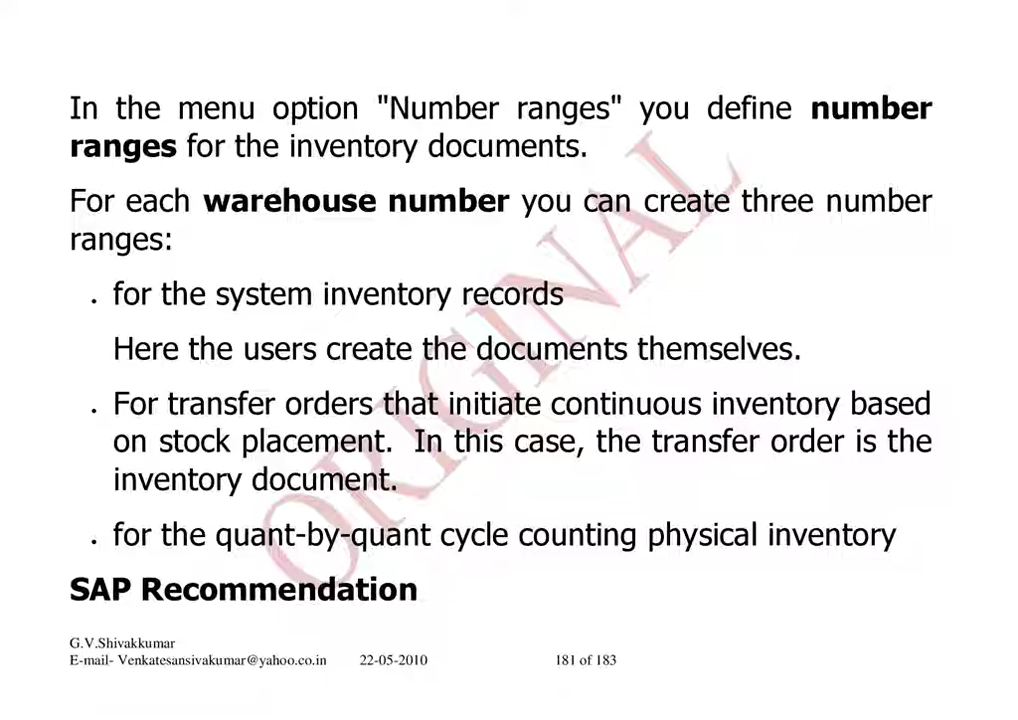 In the menu option "Number ranges" you define number
ranges for the inventory documents.
For each warehouse number you can create three number
ranges:
. for the system inventory records
Here the users create the documents themselves.
. For transfer orders that initiate continuous inventory based
on stock placement. In this case, the transfer order is the
inventory document.
. for the quant-by-quant cycle counting physical inventory
SAP Recommendation
ORIGINAL
G.V.Shivakkumar
E-mail- Venkatesansivakumar@yahoo.co.in 22-05-2010 181 of 183